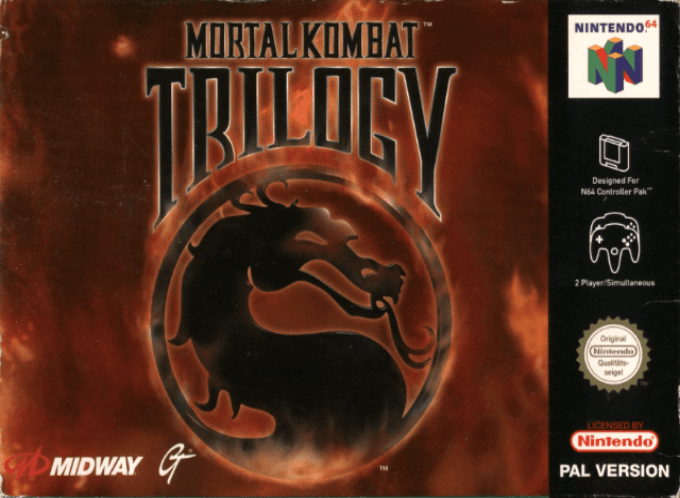 MORTAL KOMBAT™
TRILOGY
NINTENDO64
Designed For
N64 Controller Pak™
2 Player/Simultaneous
Original
Nintendo
Qualitäts-
seigel
TM
LICENSED BY
Nintendo
MIDWAY
TM
PAL VERSION